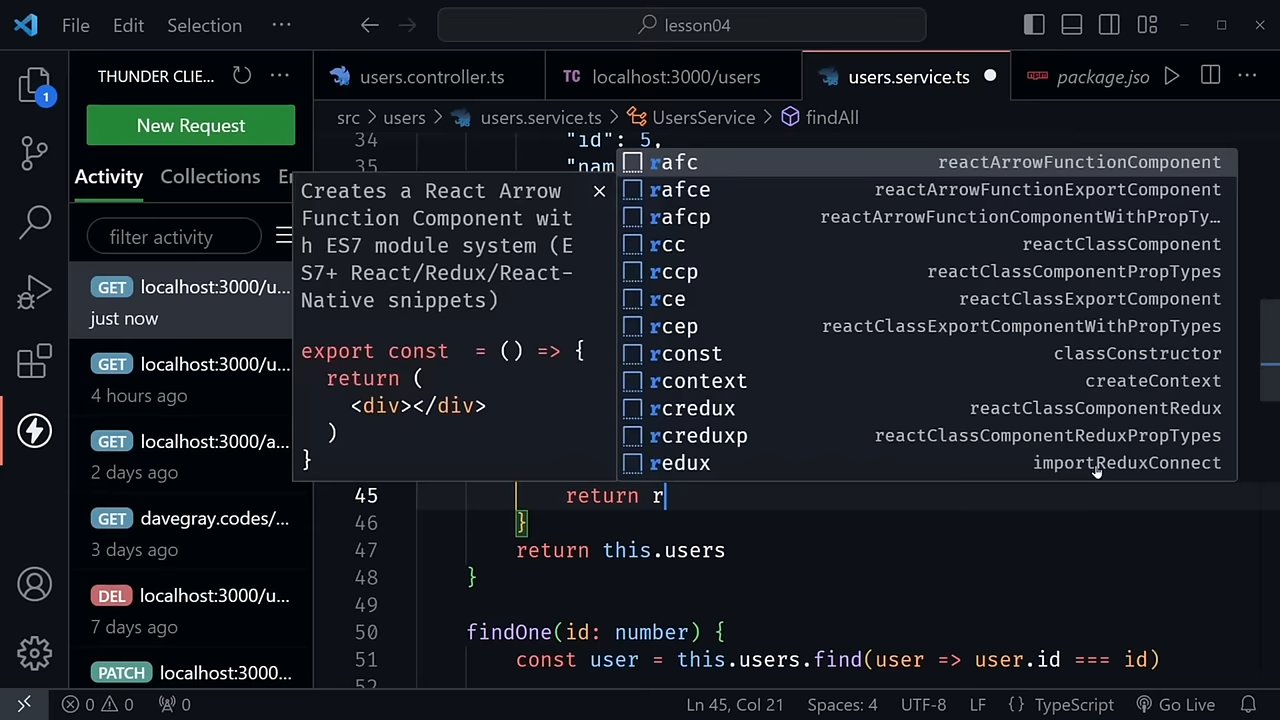 File Edit Selection ··· lesson04
1
THUNDER CLIE... ···
New Request
Activity Collections En
filter activity
GET localhost:3000/u...
just now
GET localhost:3000/u...
4 hours ago
GET localhost:3000/a...
2 days ago
GET davegray.codes/...
3 days ago
DEL localhost:3000/u...
7 days ago
PATCH localhost:3000...
users.controller.ts TC localhost:3000/users users.service.ts package.jso ···
src > users > users.service.ts > UsersService > findAll
34 "id": 5,
35 "nam
Creates a React Arrow
Function Component wit
h ES7 module system (E
S7+ React/Redux/React-
Native snippets)
export const = () => {
return (
<div></div>
)
}
rafc reactArrowFunctionComponent
rafce reactArrowFunctionExportComponent
rafcp reactArrowFunctionComponentWithPropTy…
rcc reactClassComponent
rccp reactClassComponentPropTypes
rce reactClassExportComponent
rcep reactClassExportComponentWithPropTypes
rconst classConstructor
rcontext createContext
rcredux reactClassComponentRedux
rcreduxp reactClassComponentReduxPropTypes
redux importReduxConnect
45 return r
46 }
47 return this.users
48 }
49
50 findOne(id: number) {
51 const user = this.users.find(user => user.id === id)
52
0 0 0 Ln 45, Col 21 Spaces: 4 UTF-8 LF {} TypeScript Go Live